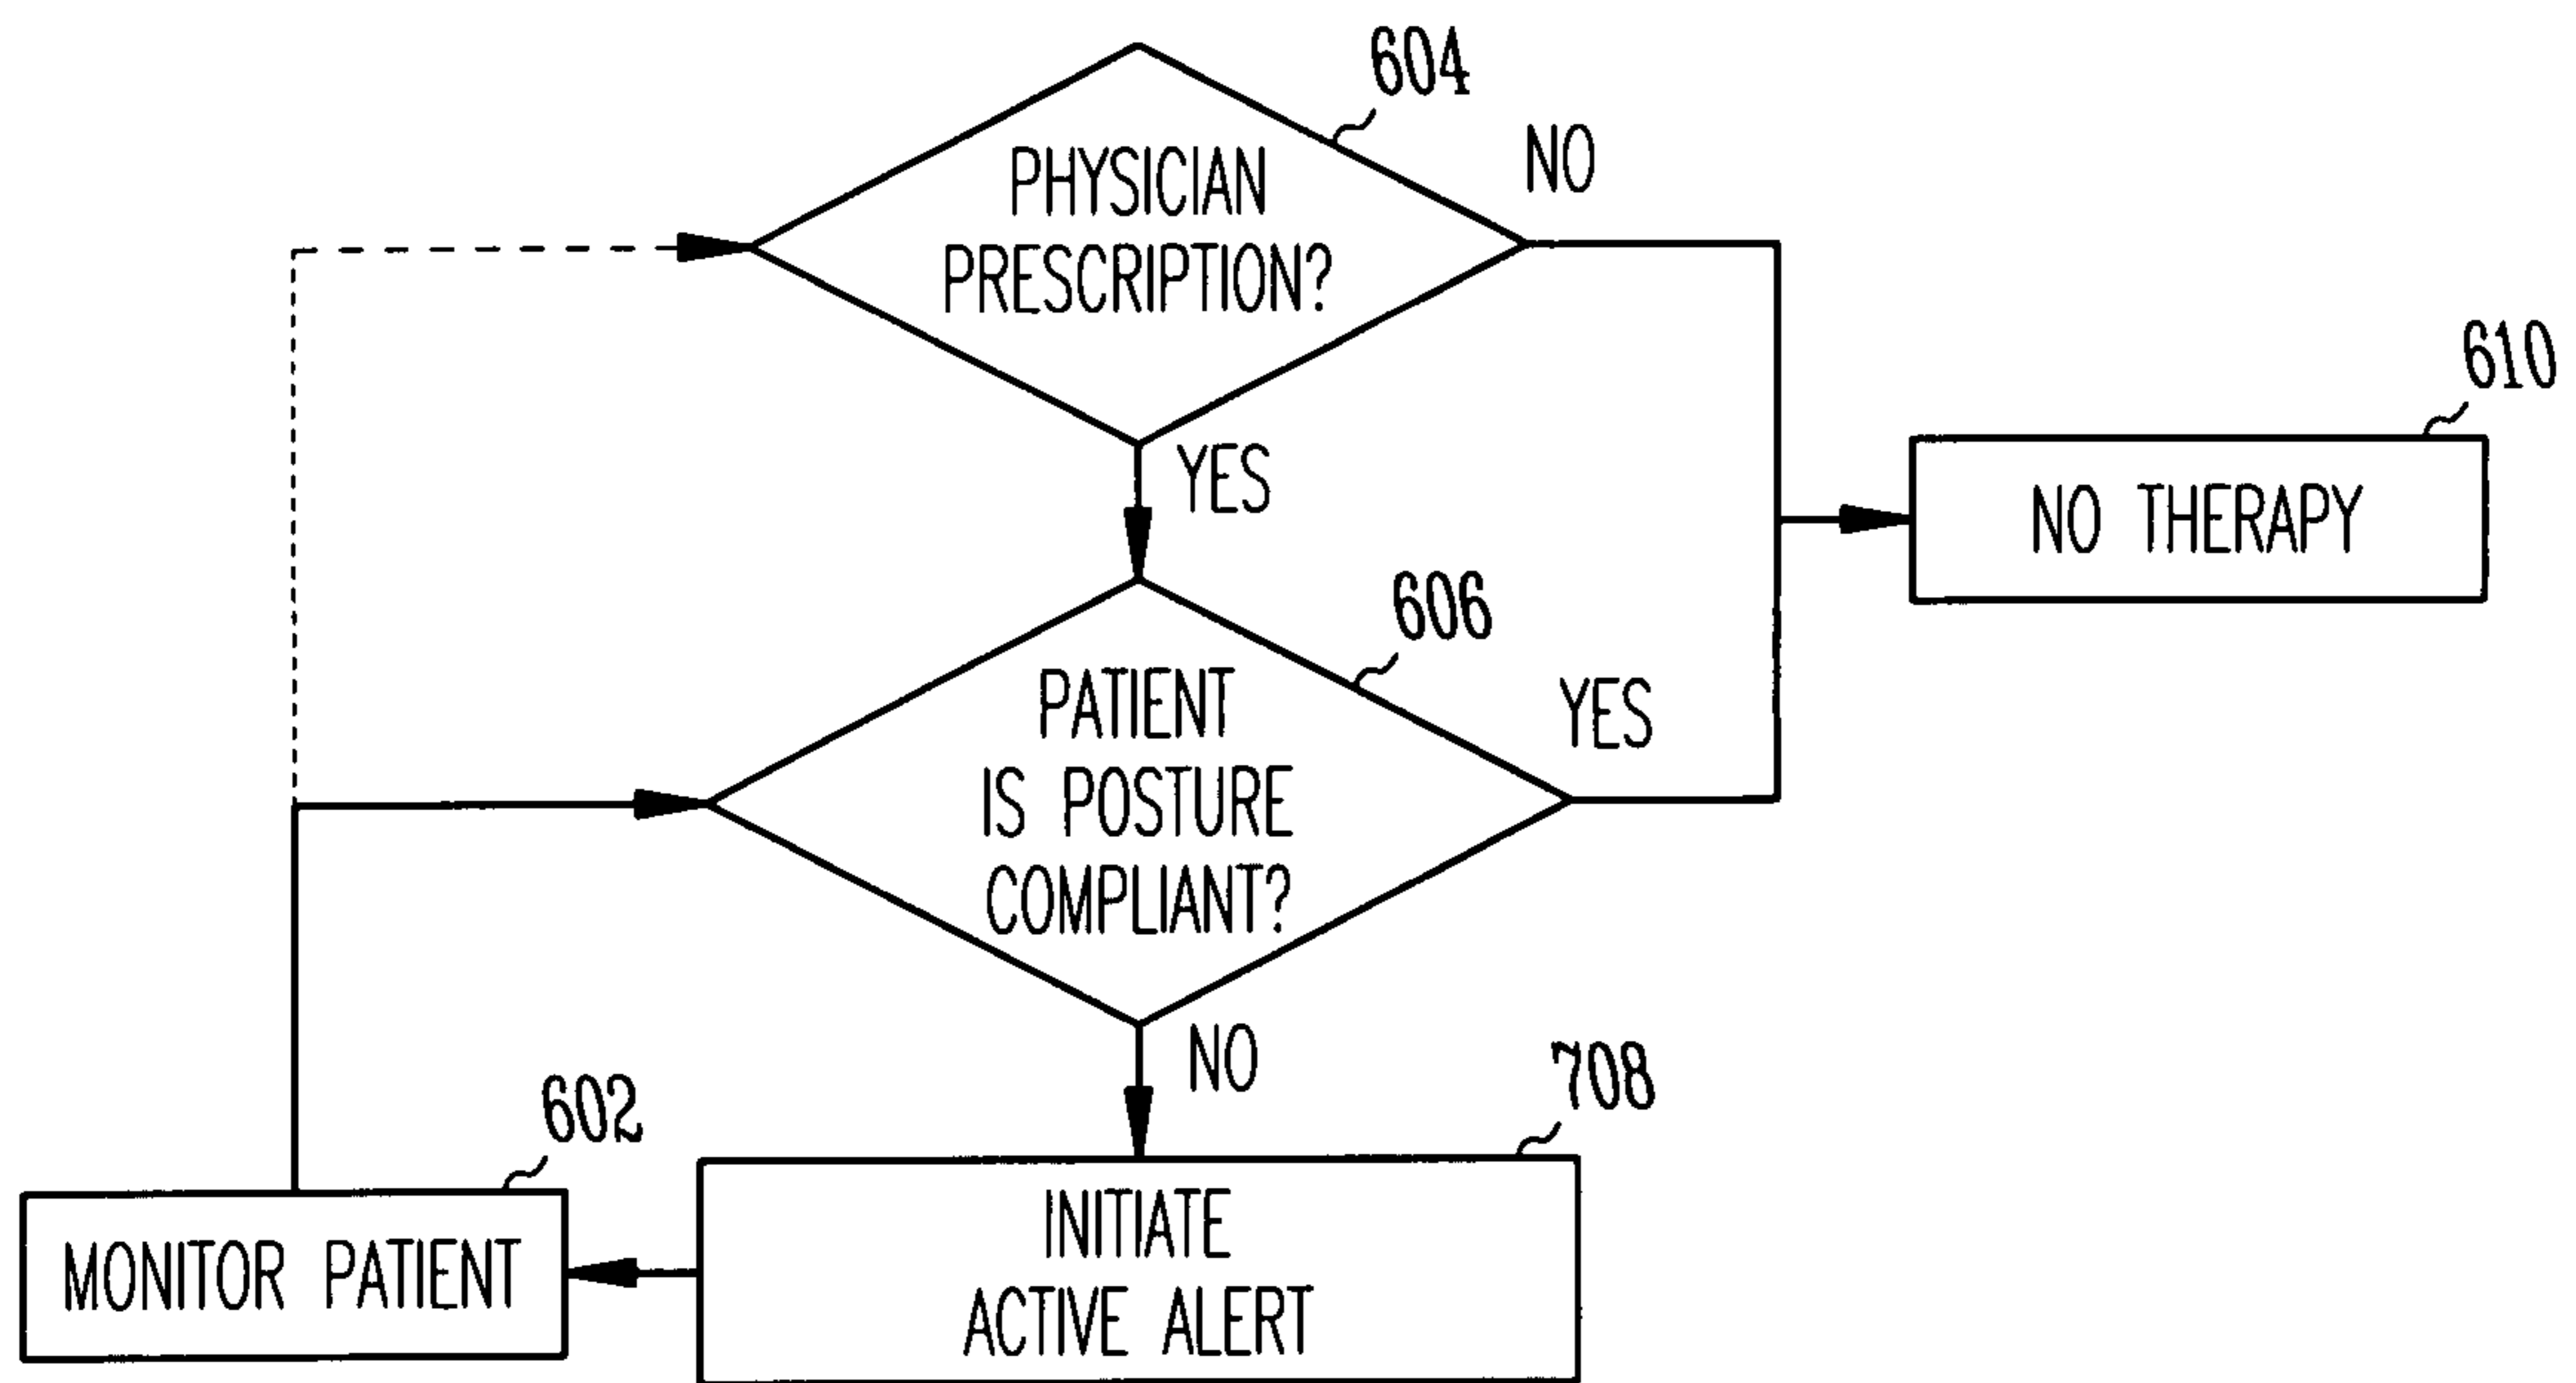 604
PHYSICIAN
PRESCRIPTION?
NO
YES
610
NO THERAPY
606
PATIENT
IS POSTURE
COMPLIANT?
YES
NO
708
INITIATE
ACTIVE ALERT
602
MONITOR PATIENT